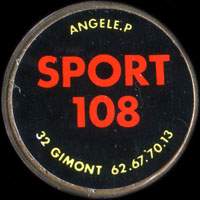 ANGELE.P
SPORT
108
32 GIMONT 62.67.70.13